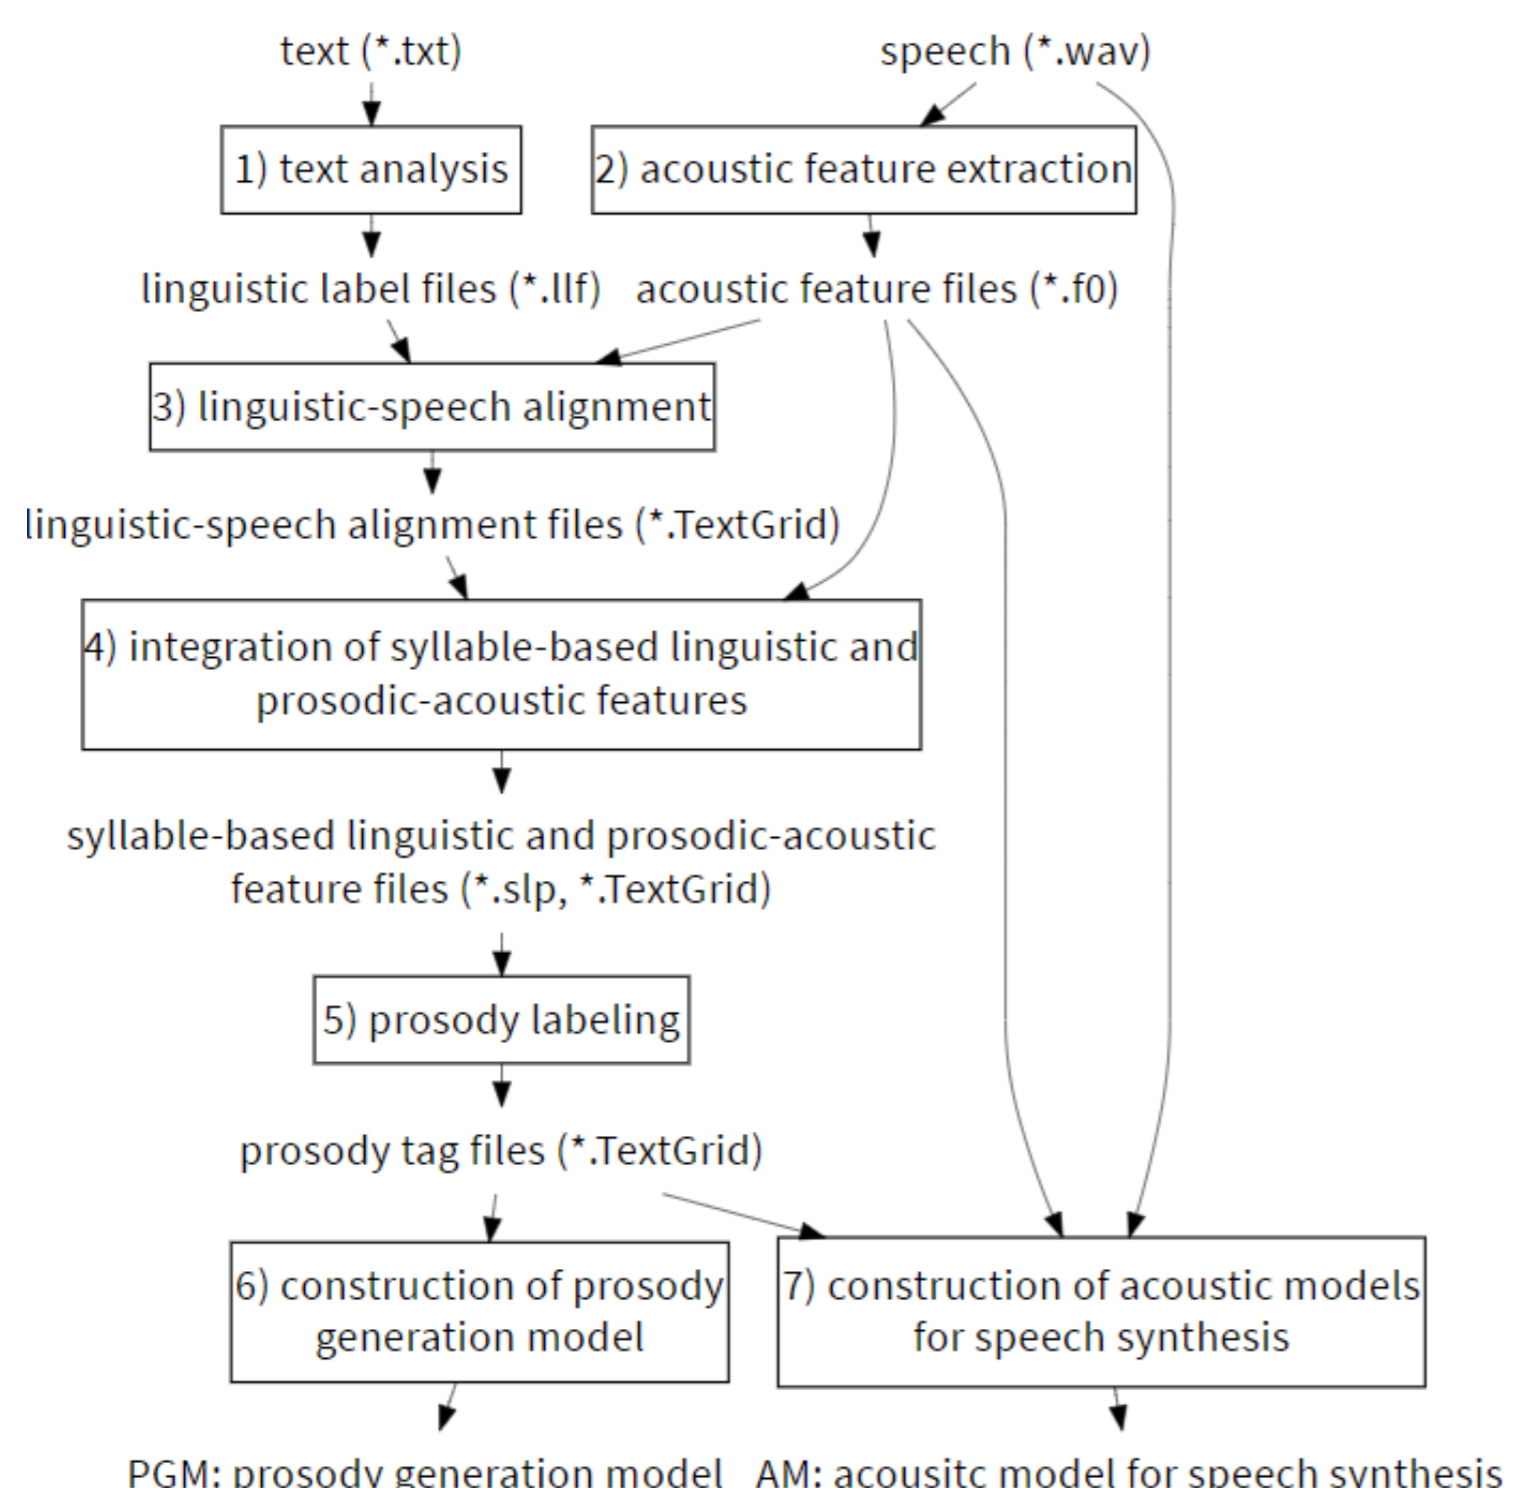 text (*.txt)
speech (*.wav)
1) text analysis
2) acoustic feature extraction
linguistic label files (*.llf)
acoustic feature files (*.f0)
3) linguistic-speech alignment
linguistic-speech alignment files (*.TextGrid)
4) integration of syllable-based linguistic and
prosodic-acoustic features
syllable-based linguistic and prosodic-acoustic
feature files (*.slp, *.TextGrid)
5) prosody labeling
prosody tag files (*.TextGrid)
6) construction of prosody
generation model
7) construction of acoustic models
for speech synthesis
PGM: prosody generation model
AM: acousitc model for speech synthesis